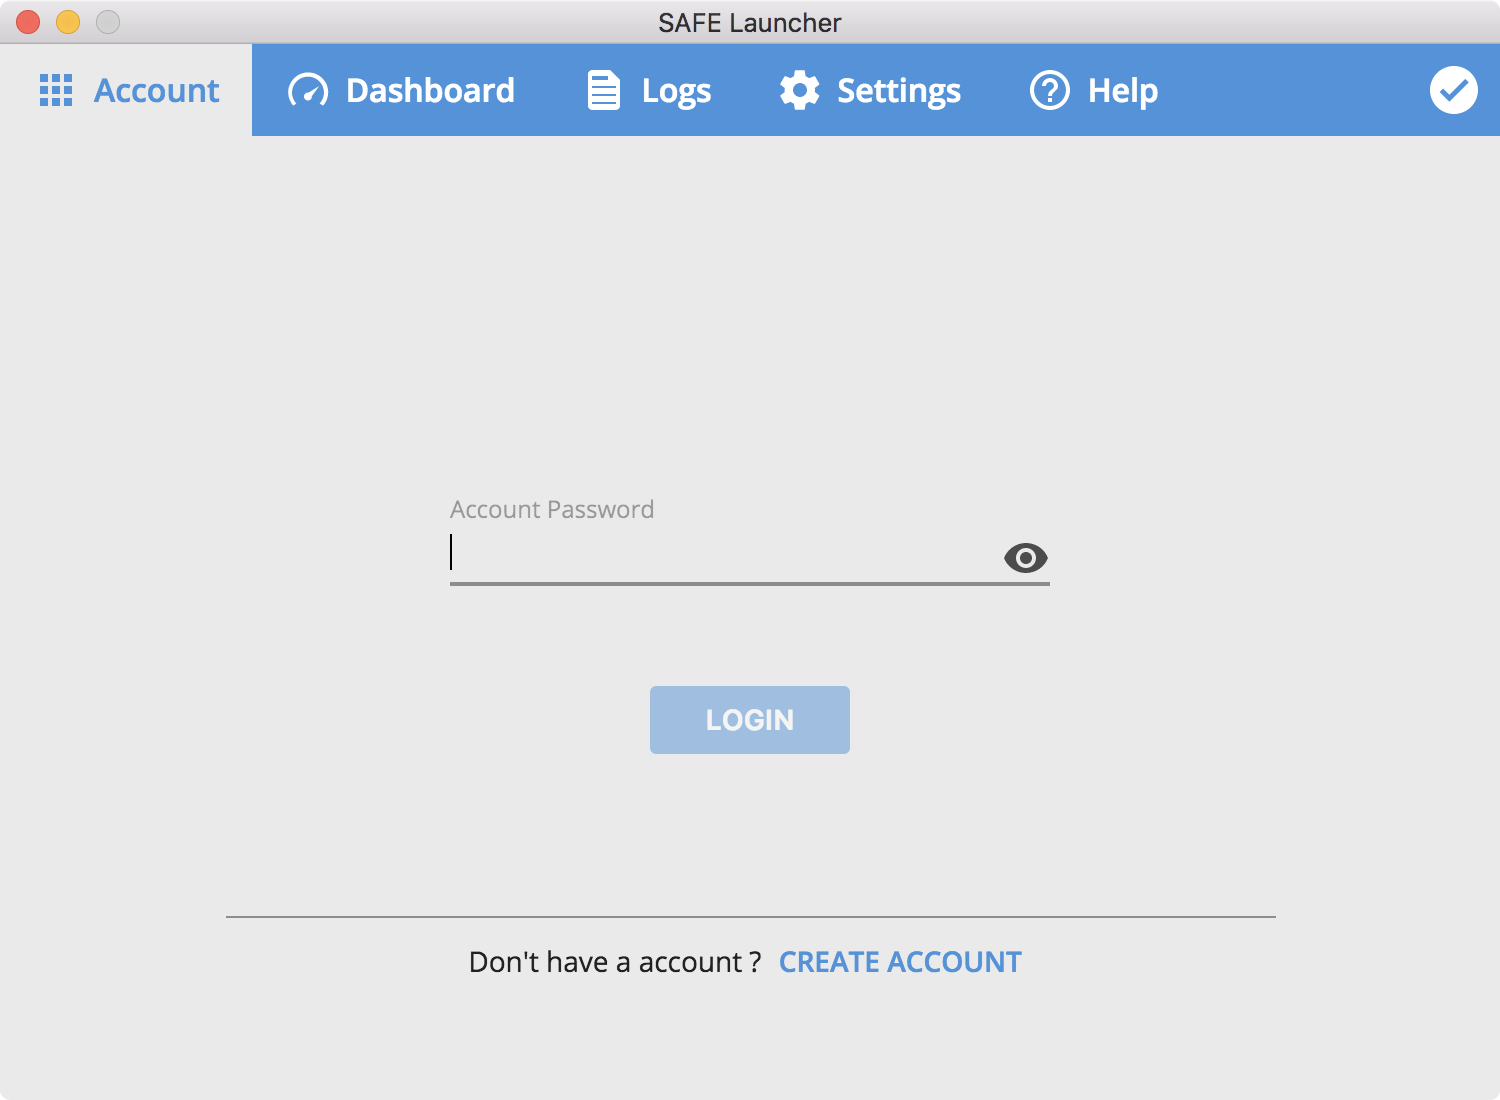 SAFE Launcher
Account Dashboard Logs Settings Help
Account Password
LOGIN
Don't have a account ? CREATE ACCOUNT